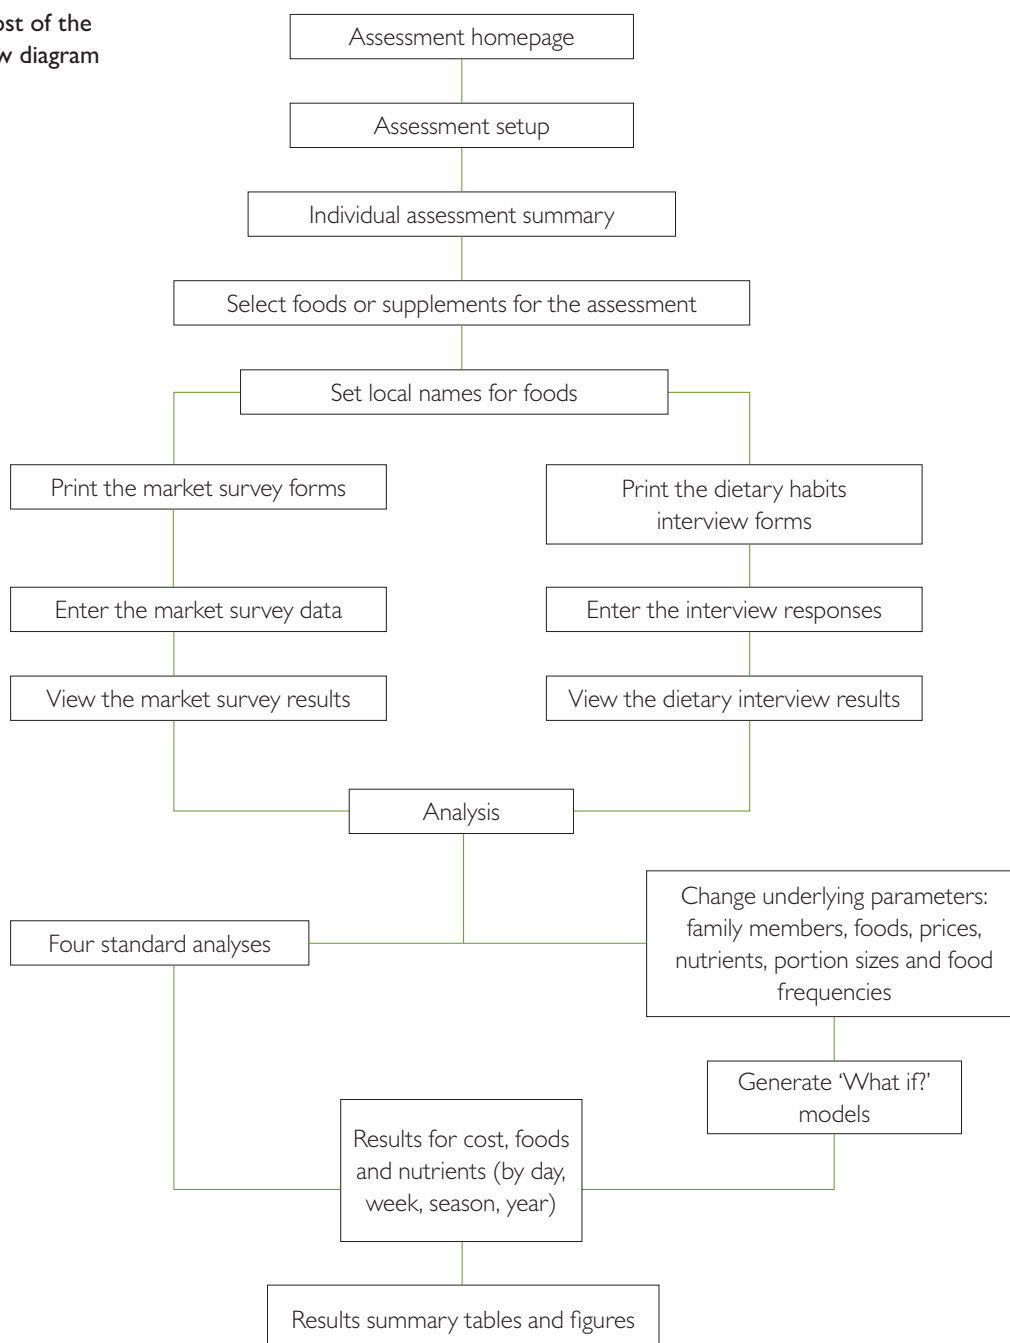 ost of the
w diagram
Assessment homepage
Assessment setup
Individual assessment summary
Select foods or supplements for the assessment
Set local names for foods
Print the market survey forms
Print the dietary habits
interview forms
Enter the market survey data
Enter the interview responses
View the market survey results
View the dietary interview results
Analysis
Four standard analyses
Change underlying parameters:
family members, foods, prices,
nutrients, portion sizes and food
frequencies
Generate ‘What if?’
models
Results for cost, foods
and nutrients (by day,
week, season, year)
Results summary tables and figures